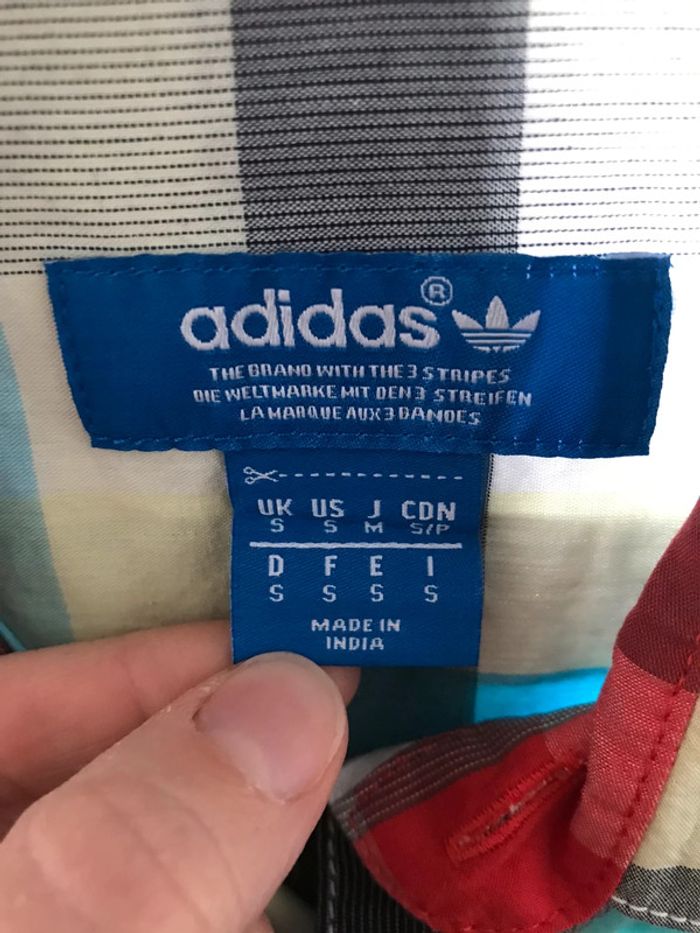 adidas®
THE BRAND WITH THE 3 STRIPES
DIE WELTMARKE MIT DEN 3 STREIFEN
LA MARQUE AUX 3 BANDES
UK US J CDN
S S M S/P
D F E I
S S S S
MADE IN
INDIA